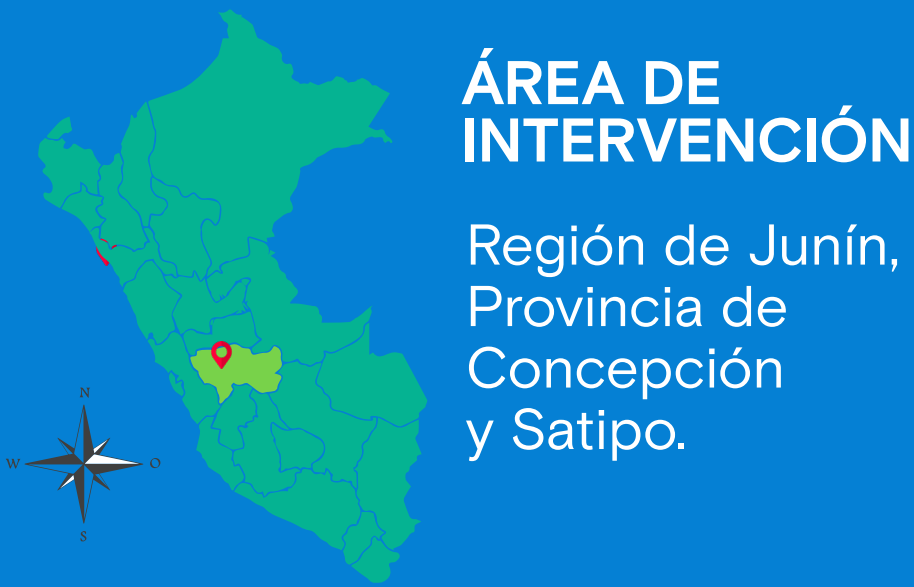 ÁREA DE
INTERVENCIÓN
Región de Junín,
Provincia de
Concepción
y Satipo.
N
W
O
S